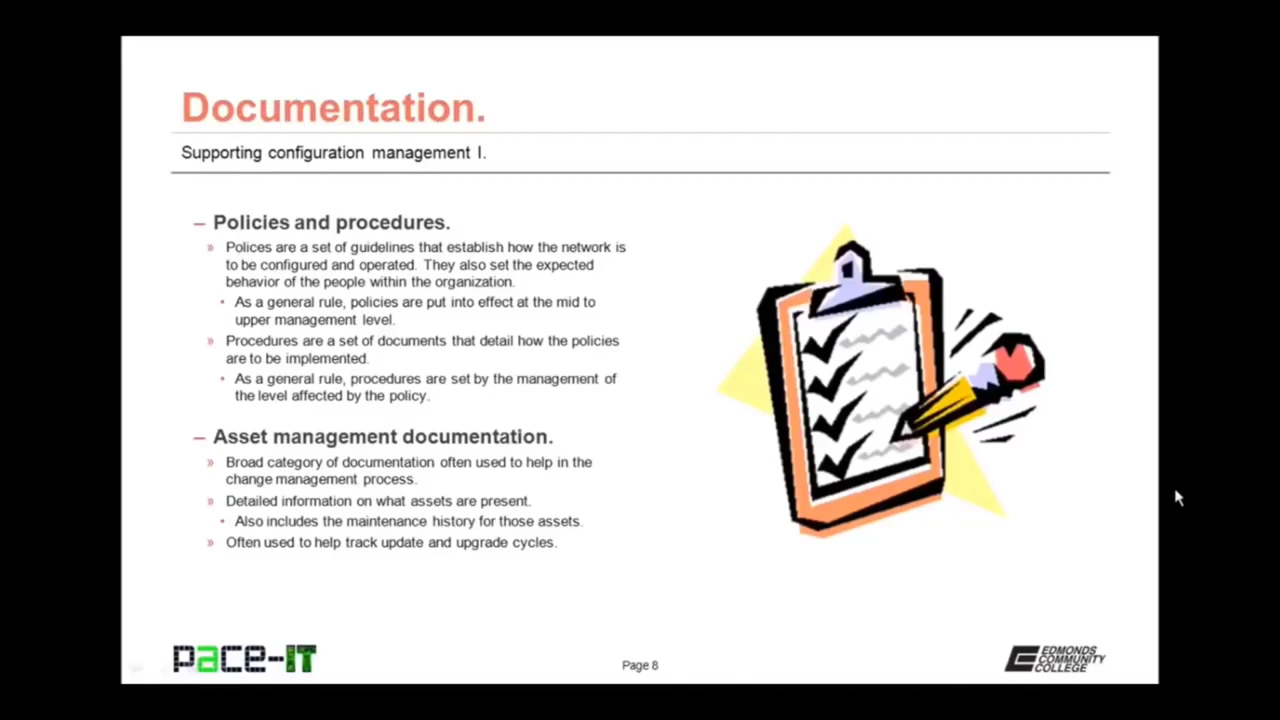 Documentation.
Supporting configuration management I.
– Policies and procedures.
» Polices are a set of guidelines that establish how the network is
to be configured and operated. They also set the expected
behavior of the people within the organization.
• As a general rule, policies are put into effect at the mid to
upper management level.
» Procedures are a set of documents that detail how the policies
are to be implemented.
• As a general rule, procedures are set by the management of
the level affected by the policy.
– Asset management documentation.
» Broad category of documentation often used to help in the
change management process.
» Detailed information on what assets are present.
• Also includes the maintenance history for those assets.
» Often used to help track update and upgrade cycles.
pace-IT
Page 8
EDMONDS
COMMUNITY
COLLEGE